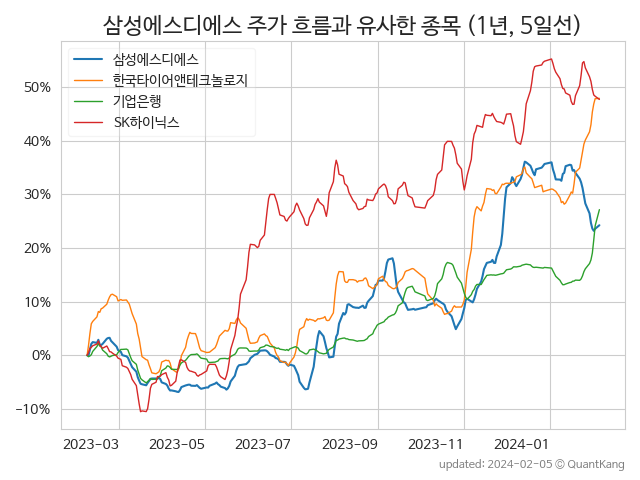 삼성에스디에스 주가 흐름과 유사한 종목 (1년, 5일선)
삼성에스디에스
한국타이어앤테크놀로지
기업은행
SK하이닉스
50%
40%
30%
20%
10%
0%
−10%
2023-03 2023-05 2023-07 2023-09 2023-11 2024-01
updated: 2024-02-05 © QuantKang